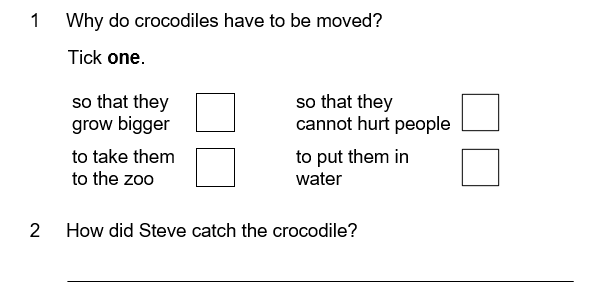 1 Why do crocodiles have to be moved?
Tick one.
so that they
grow bigger
so that they
cannot hurt people
to take them
to the zoo
to put them in
water
2 How did Steve catch the crocodile?